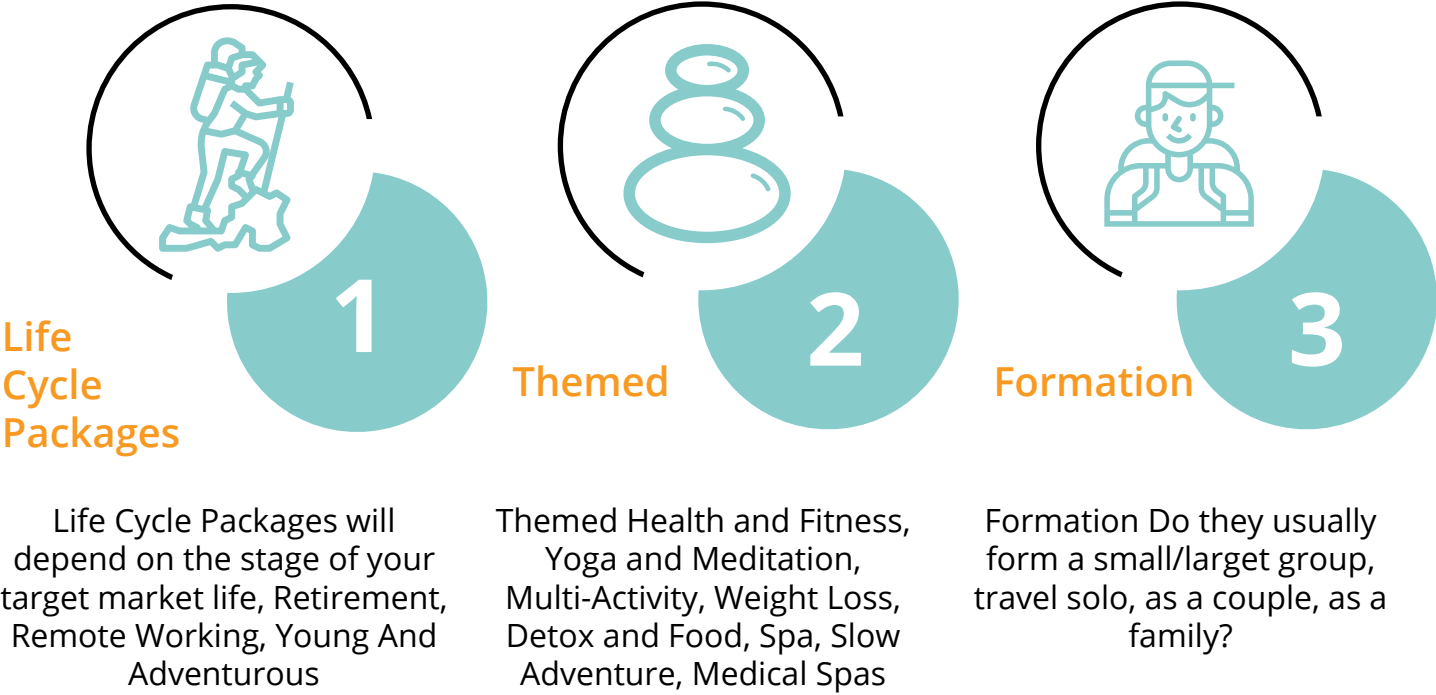 1
Life
Cycle
Packages
Life Cycle Packages will
depend on the stage of your
target market life, Retirement,
Remote Working, Young And
Adventurous
2
Themed
Themed Health and Fitness,
Yoga and Meditation,
Multi-Activity, Weight Loss,
Detox and Food, Spa, Slow
Adventure, Medical Spas
3
Formation
Formation Do they usually
form a small/larget group,
travel solo, as a couple, as a
family?